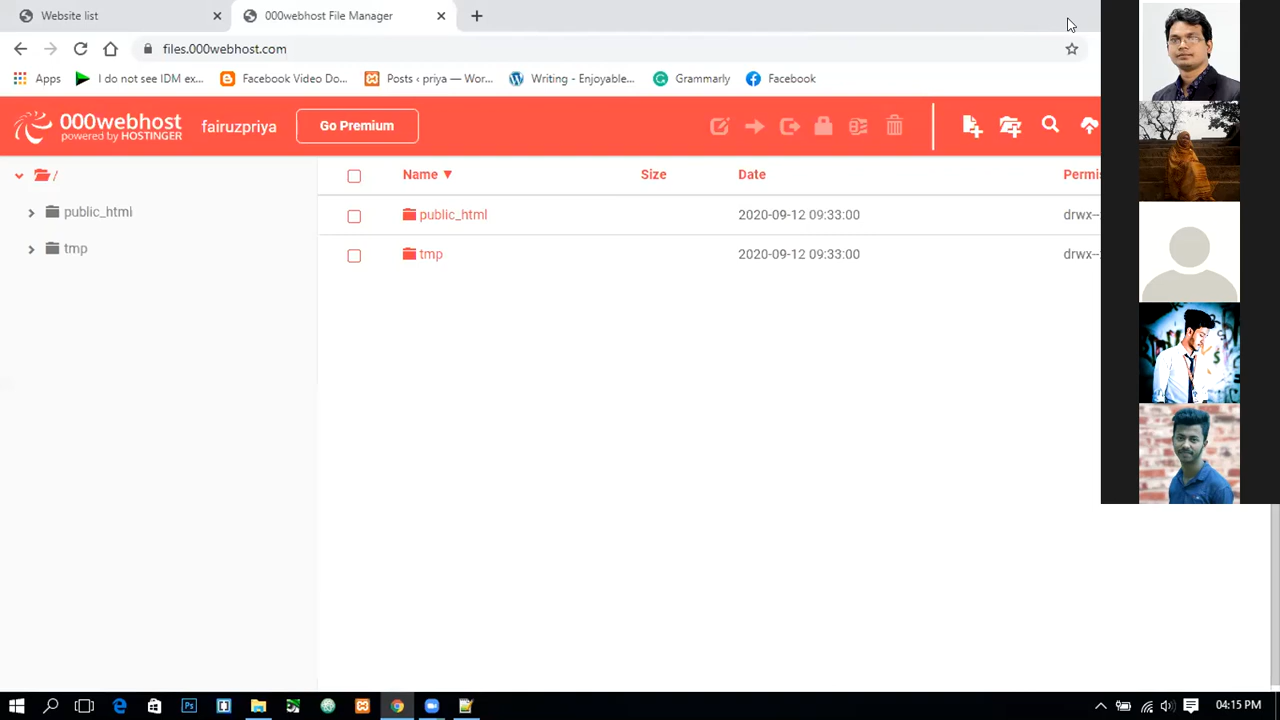 Website list
000webhost File Manager
files.000webhost.com
Apps
I do not see IDM ex...
Facebook Video Do...
Posts ‹ priya — Wor...
Writing - Enjoyable...
Grammarly
Facebook
000webhost
powered by HOSTINGER
fairuzpriya
Go Premium
/
Name ▼
Size
Date
Permi
public_html
public_html
2020-09-12 09:33:00
drwx--
tmp
tmp
2020-09-12 09:33:00
drwx--
Ps
04:15 PM